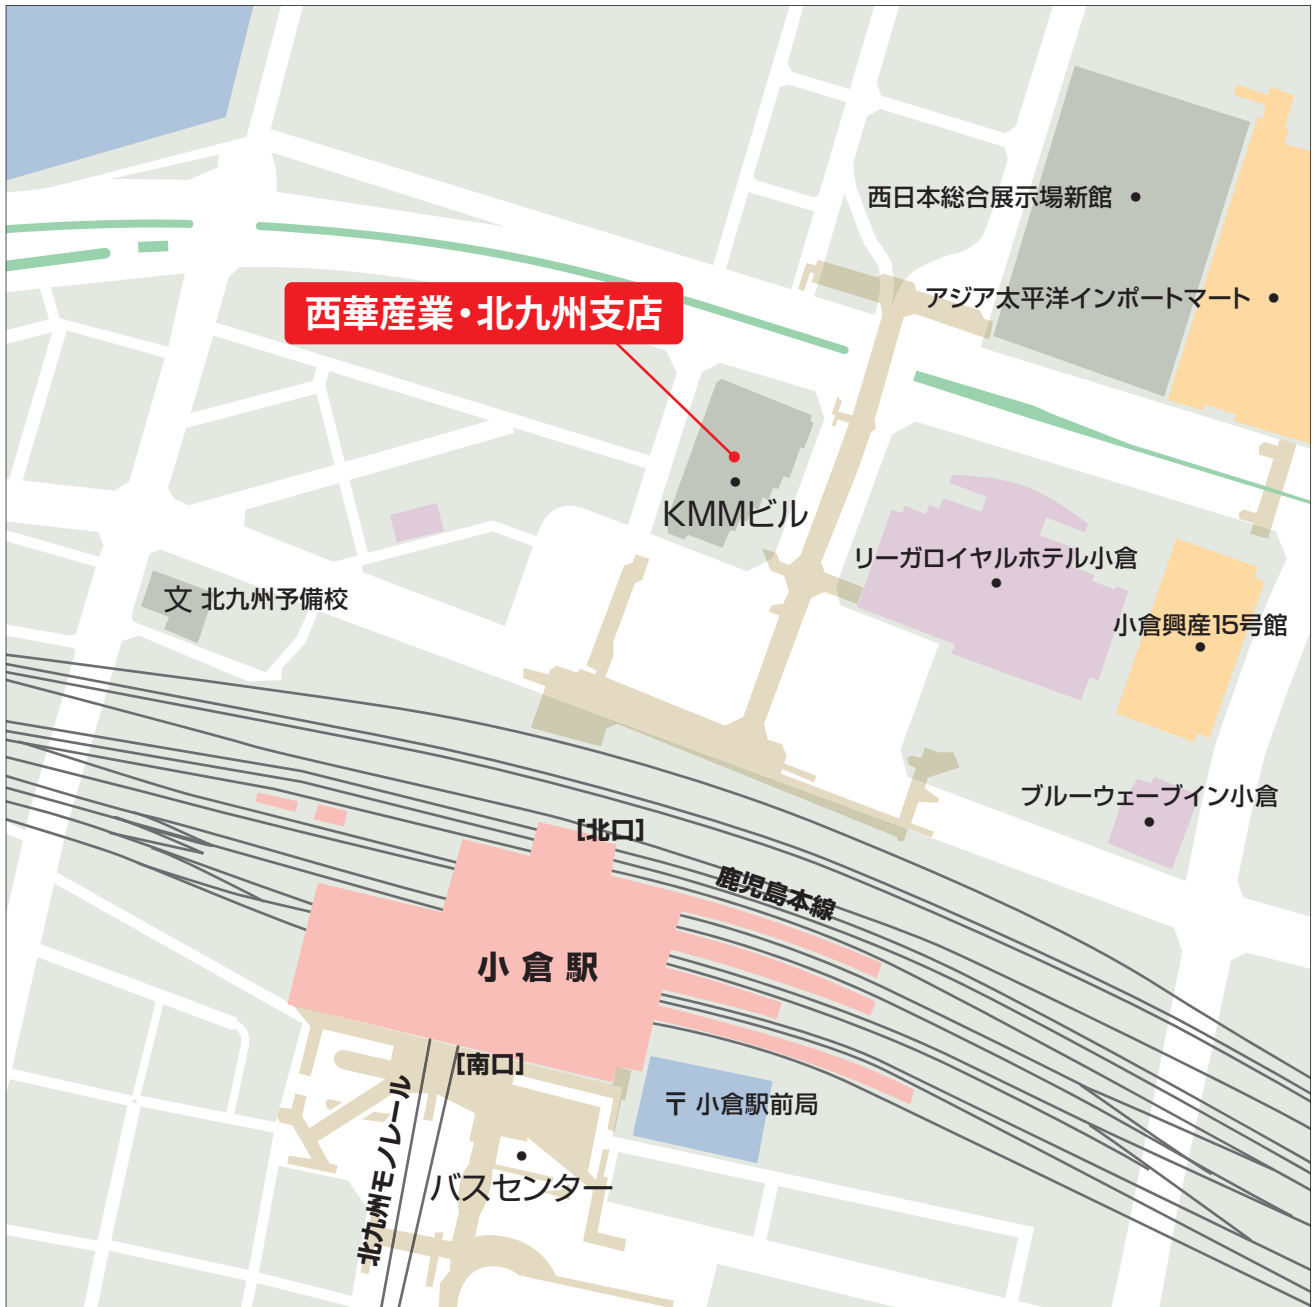 西日本総合展示場新館
アジア太平洋インポートマート
西華産業・北九州支店
KMMビル
リーガロイヤルホテル小倉
文 北九州予備校
小倉興産15号館
ブルーウェーブイン小倉
[北口]
鹿児島本線
小倉駅
[南口]
〒 小倉駅前局
北九州モノレール
バスセンター